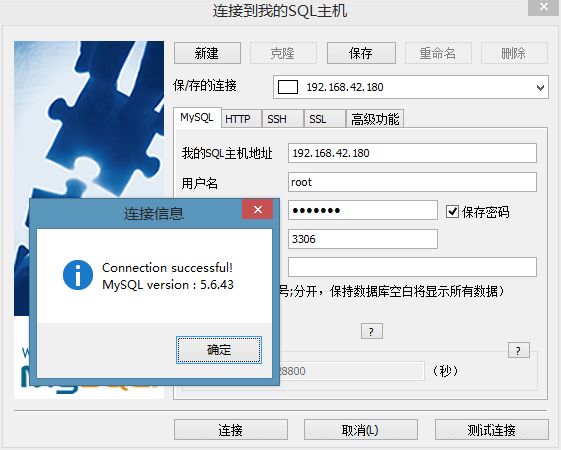 连接到我的SQL主机
新建 克隆 保存 重命名 删除
保/存的连接 192.168.42.180
MySQL HTTP SSH SSL 高级功能
我的SQL主机地址 192.168.42.180
用户名 root
●●●●●●● 保存密码
3306
连接信息
Connection successful!
MySQL version : 5.6.43
确定
号;分开，保持数据库空白将显示所有数据）
?
?
8800 （秒）
连接 取消(L) 测试连接